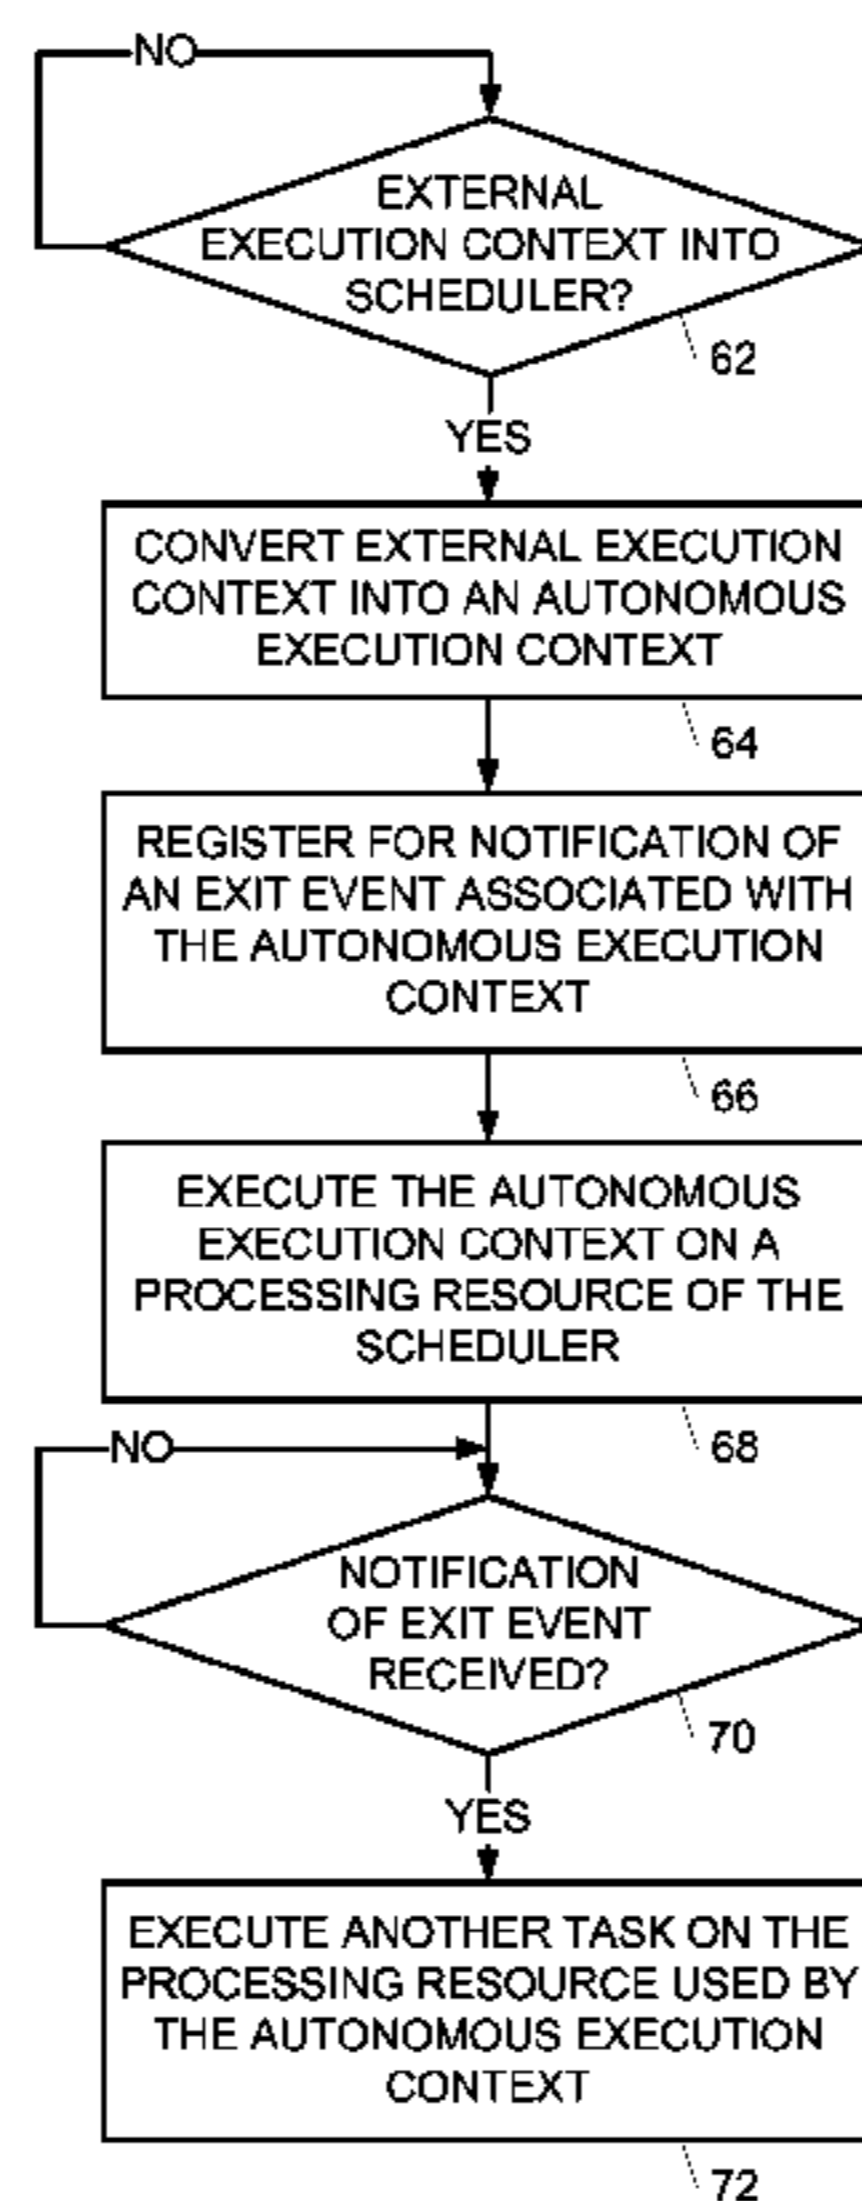 NO
EXTERNAL
EXECUTION CONTEXT INTO
SCHEDULER?
62
YES
CONVERT EXTERNAL EXECUTION
CONTEXT INTO AN AUTONOMOUS
EXECUTION CONTEXT
64
REGISTER FOR NOTIFICATION OF
AN EXIT EVENT ASSOCIATED WITH
THE AUTONOMOUS EXECUTION
CONTEXT
66
EXECUTE THE AUTONOMOUS
EXECUTION CONTEXT ON A
PROCESSING RESOURCE OF THE
SCHEDULER
68
NO
NOTIFICATION
OF EXIT EVENT
RECEIVED?
70
YES
EXECUTE ANOTHER TASK ON THE
PROCESSING RESOURCE USED BY
THE AUTONOMOUS EXECUTION
CONTEXT
72